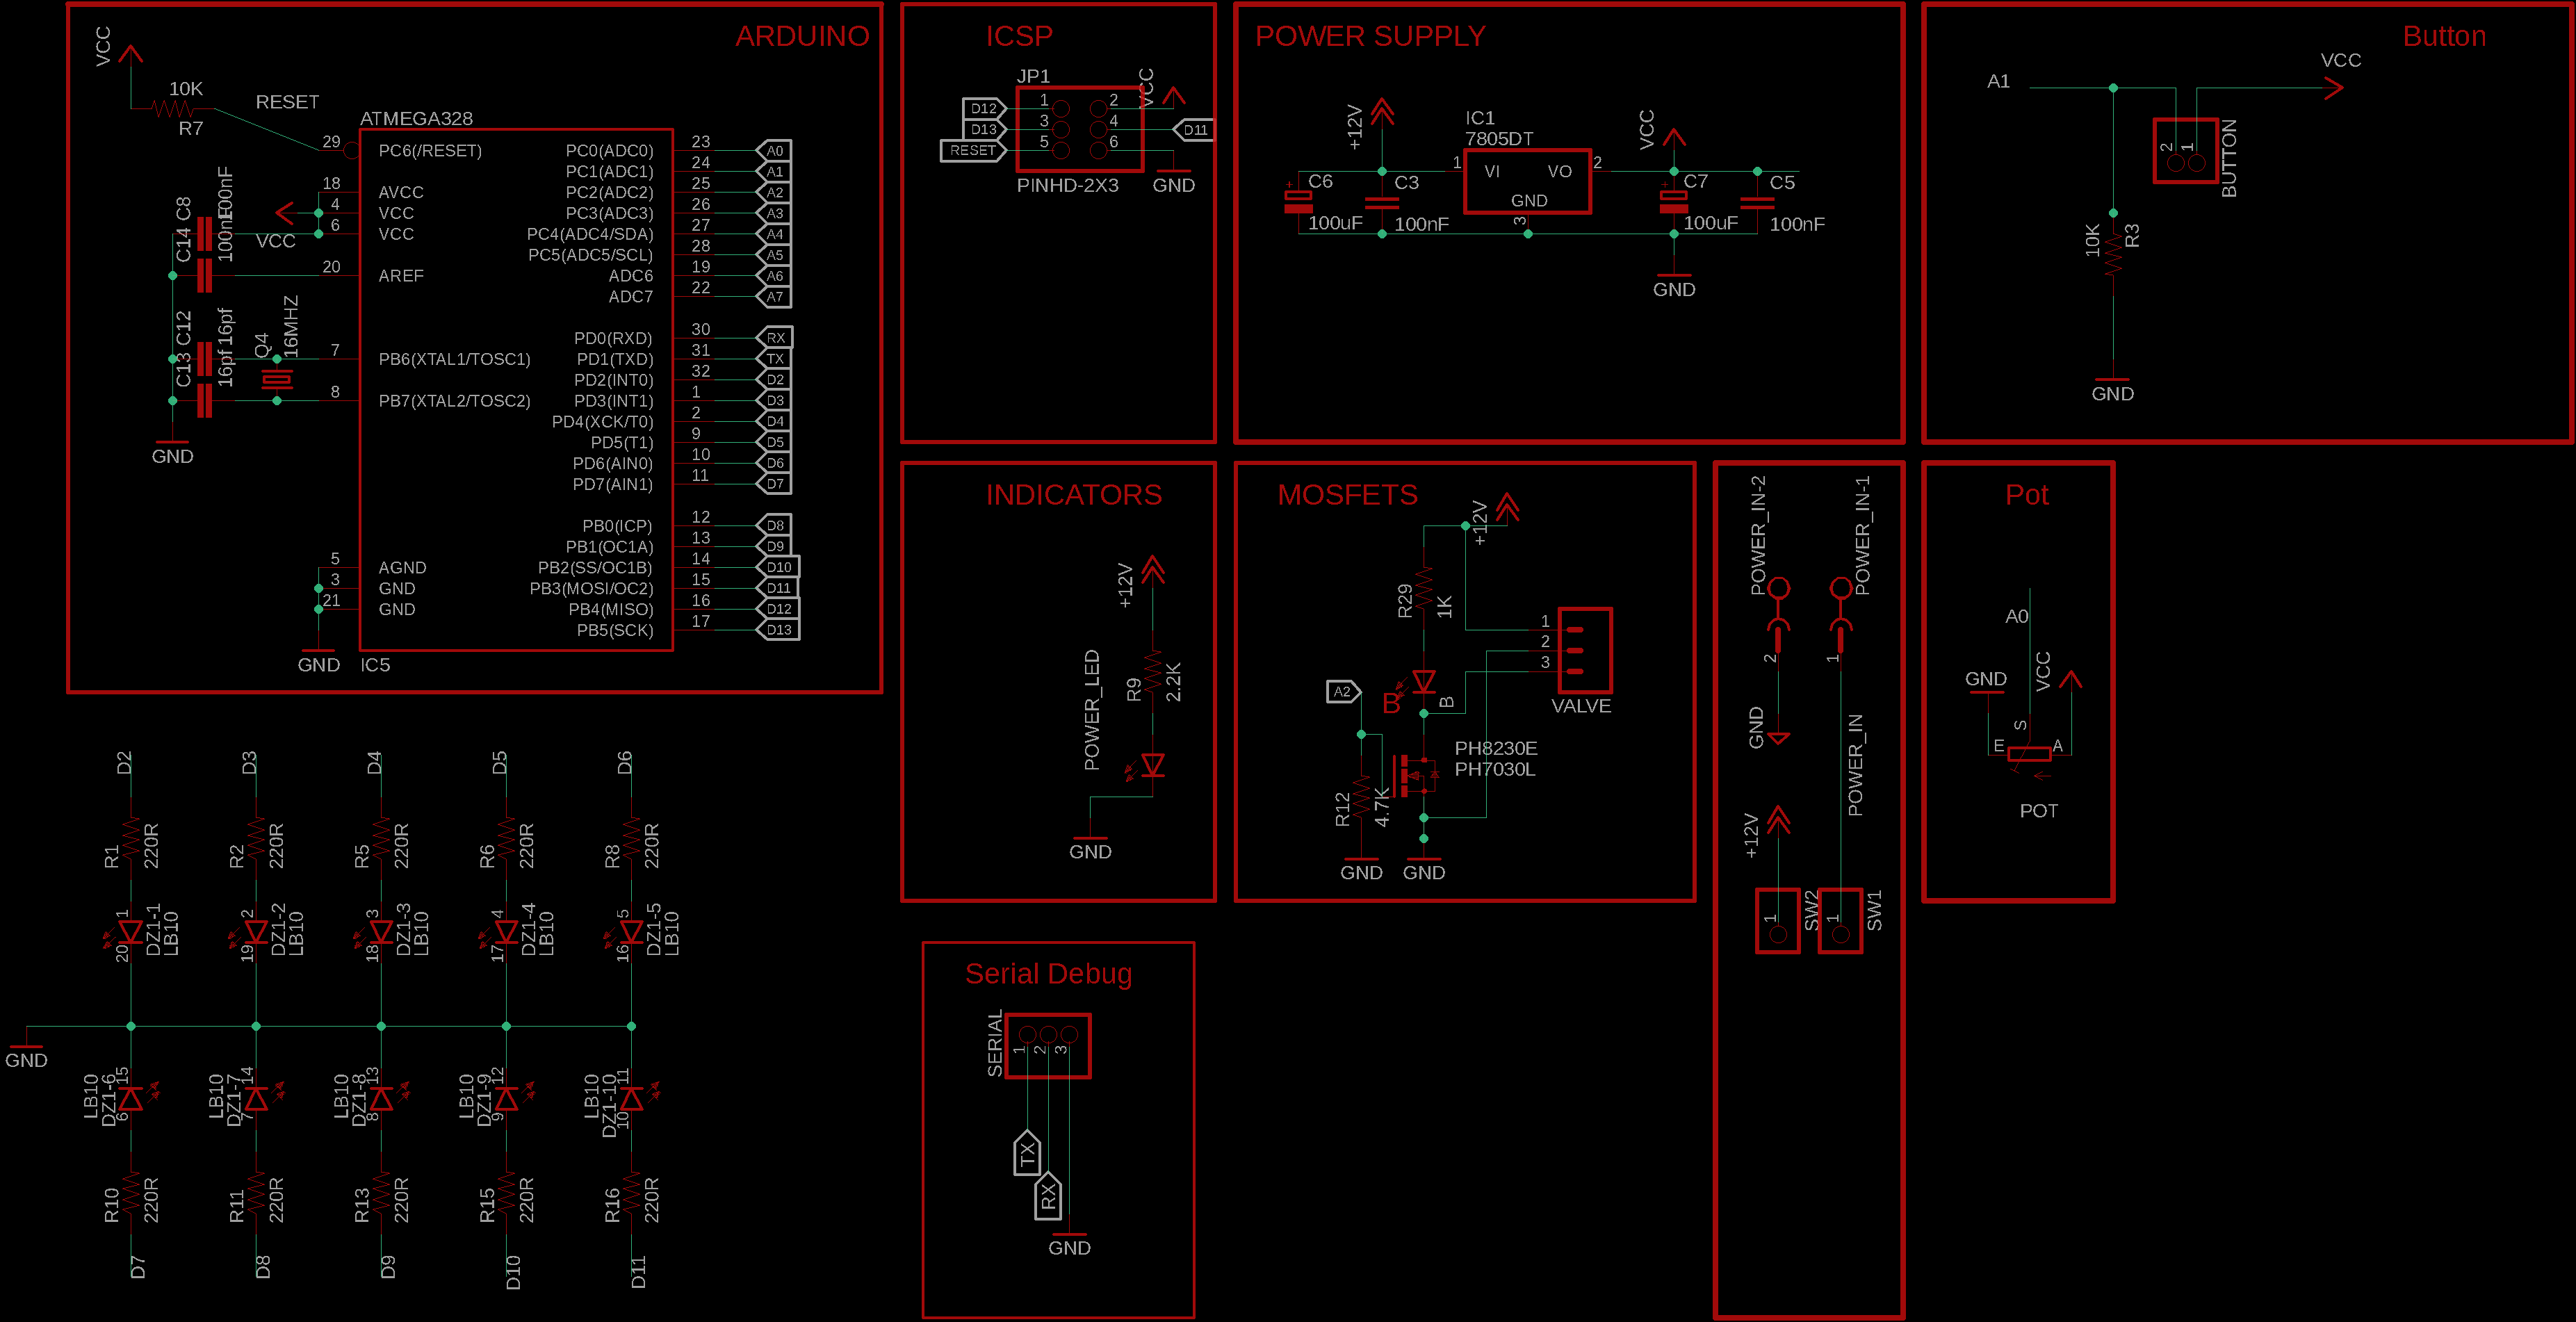 ARDUINO
VCC
10K
R7
RESET
ATMEGA328
29
PC6(/RESET)
18
AVCC
4
VCC
6
VCC
VCC
20
AREF
C8
100nF
C14
100nF
C12
16pf
C13
16pf
Q4
16MHZ
7
PB6(XTAL1/TOSC1)
8
PB7(XTAL2/TOSC2)
GND
5
AGND
3
GND
21
GND
GND
IC5
PC0(ADC0) 23 A0
PC1(ADC1) 24 A1
PC2(ADC2) 25 A2
PC3(ADC3) 26 A3
PC4(ADC4/SDA) 27 A4
PC5(ADC5/SCL) 28 A5
ADC6 19 A6
ADC7 22 A7
PD0(RXD) 30 RX
PD1(TXD) 31 TX
PD2(INT0) 32 D2
PD3(INT1) 1 D3
PD4(XCK/T0) 2 D4
PD5(T1) 9 D5
PD6(AIN0) 10 D6
PD7(AIN1) 11 D7
PB0(ICP) 12 D8
PB1(OC1A) 13 D9
PB2(SS/OC1B) 14 D10
PB3(MOSI/OC2) 15 D11
PB4(MISO) 16 D12
PB5(SCK) 17 D13
ICSP
JP1
VCC
D12 1 2
D13 3 4 D11
RESET 5 6
PINHD-2X3
GND
POWER SUPPLY
+12V
IC1
7805DT
VCC
1 VI VO 2
GND
3
C6
100uF
C3
100nF
C7
100uF
C5
100nF
GND
Button
A1
VCC
2 1
BUTTON
10K
R3
GND
INDICATORS
+12V
POWER_LED
R9
2.2K
GND
MOSFETS
+12V
R29
1K
1
2
3
VALVE
A2
B
B
PH8230E
PH7030L
R12
4.7K
GND
GND
POWER_IN-2
POWER_IN-1
2
1
GND
POWER_IN
+12V
1
SW2
1
SW1
Pot
A0
VCC
GND
S
E
A
POT
D2 D3 D4 D5 D6
R1 220R R2 220R R5 220R R6 220R R8 220R
1 2 3 4 5
DZ1-1 DZ1-2 DZ1-3 DZ1-4 DZ1-5
LB10 LB10 LB10 LB10 LB10
20 19 18 17 16
GND
15 14 13 12 11
LB10 LB10 LB10 LB10 LB10
DZ1-6 DZ1-7 DZ1-8 DZ1-9 DZ1-10
6 7 8 9 10
R10 220R R11 220R R13 220R R15 220R R16 220R
D7 D8 D9 D10 D11
Serial Debug
SERIAL
1 2 3
TX
RX
GND